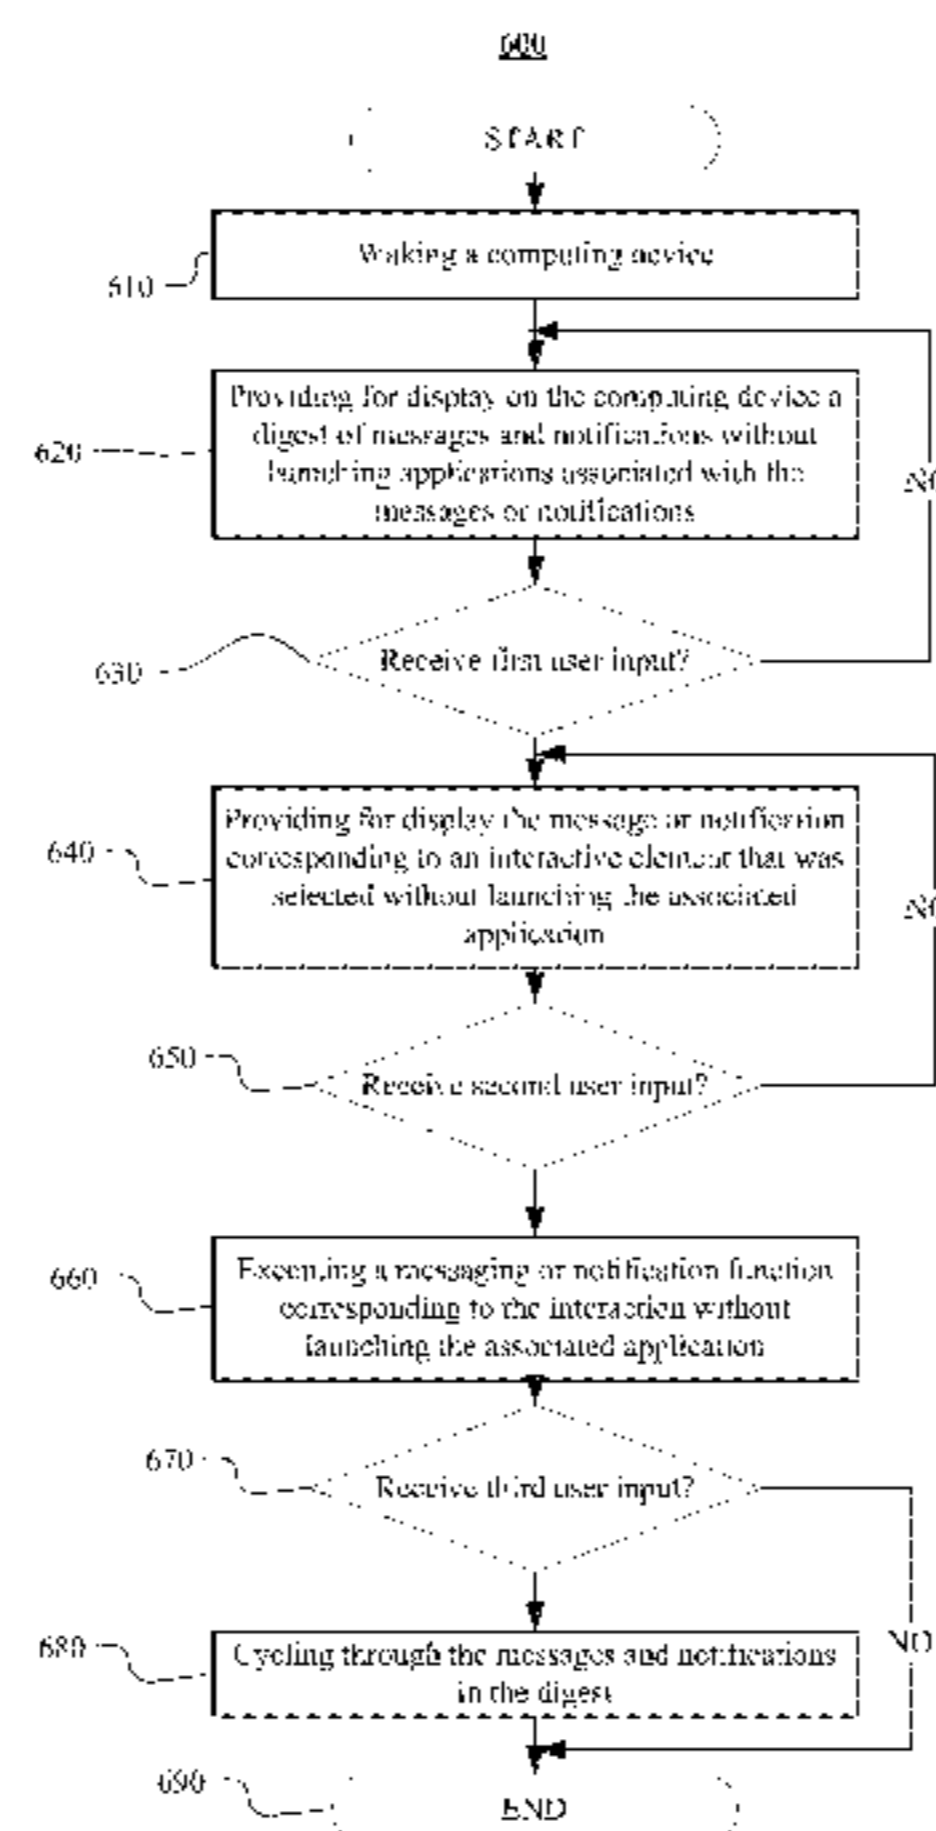 600
START
Waking a computing device
610
Providing for display on the computing device a
digest of messages and notifications without
launching applications associated with the
messages or notifications
620
NO
Receive first user input?
630
Providing for display the message or notification
corresponding to an interactive element that was
selected without launching the associated
application
640
NO
Receive second user input?
650
Executing a messaging or notification function
corresponding to the interaction without
launching the associated application
660
Receive third user input?
670
NO
Cycling through the messages and notifications
in the digest
680
END
690